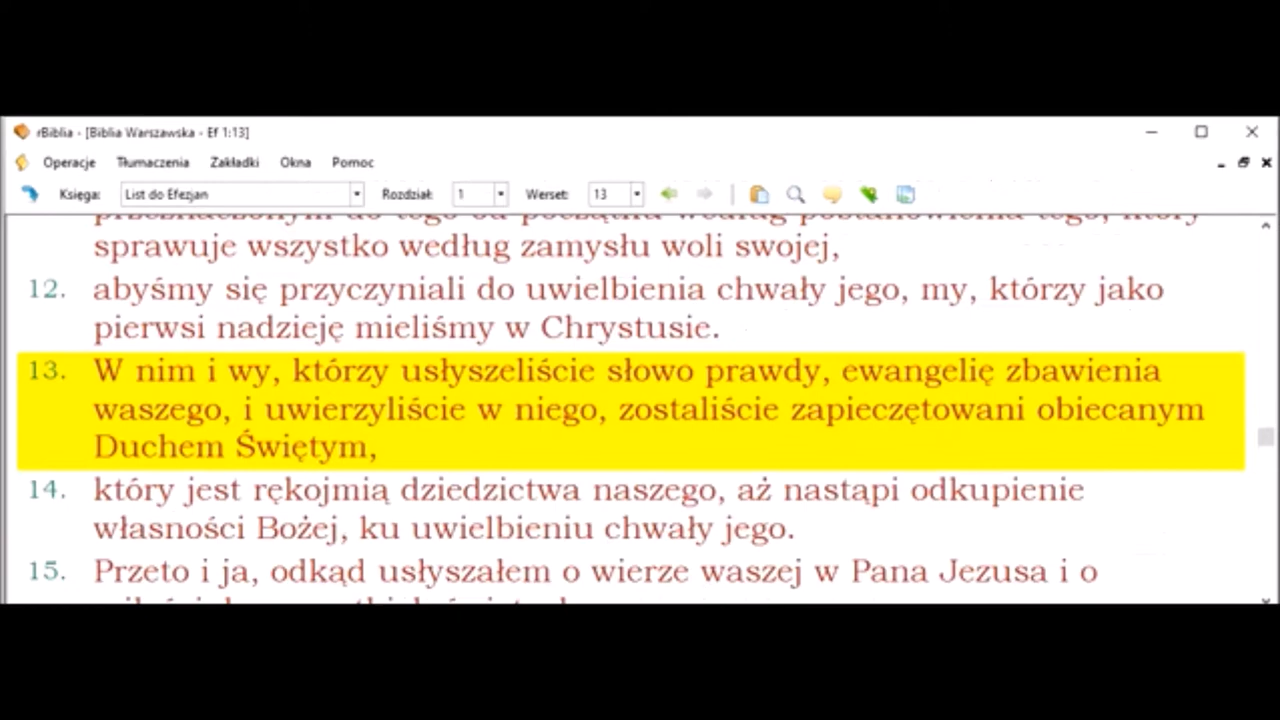 rBiblia - [Biblia Warszawska - Ef 1:13]
Operacje Tłumaczenia Zakładki Okna Pomoc
Księga: List do Efezjan Rozdział: 1 Werset: 13
sprawuje wszystko według zamysłu woli swojej,
12. abyśmy się przyczyniali do uwielbienia chwały jego, my, którzy jako
pierwsi nadzieję mieliśmy w Chrystusie.
13. W nim i wy, którzy usłyszeliście słowo prawdy, ewangelię zbawienia
waszego, i uwierzyliście w niego, zostaliście zapieczętowani obiecanym
Duchem Świętym,
14. który jest rękojmią dziedzictwa naszego, aż nastąpi odkupienie
własności Bożej, ku uwielbieniu chwały jego.
15. Przeto i ja, odkąd usłyszałem o wierze waszej w Pana Jezusa i o